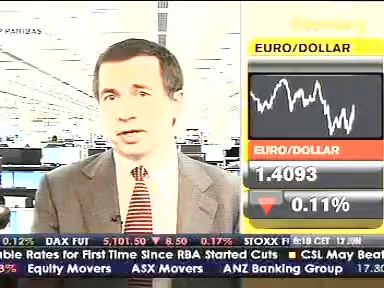 Bloomberg
P PARIBAS
EURO/DOLLAR
EURO/DOLLAR
1.4093
0.11%
0.12% DAX FUT 5,101.50 8.50 0.17% STOXX F 8:18 CET 12 JUN
able Rates for First Time Since RBA Started Cuts CSL May Beat
3% Equity Movers ASX Movers ANZ Banking Group 17.30